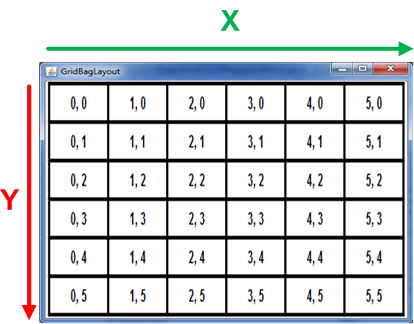 X
GridBagLayout
Y
0, 0 1, 0 2, 0 3, 0 4, 0 5, 0
0, 1 1, 1 2, 1 3, 1 4, 1 5, 1
0, 2 1, 2 2, 2 3, 2 4, 2 5, 2
0, 3 1, 3 2, 3 3, 3 4, 3 5, 3
0, 4 1, 4 2, 4 3, 4 4, 4 5, 4
0, 5 1, 5 2, 5 3, 5 4, 5 5, 5